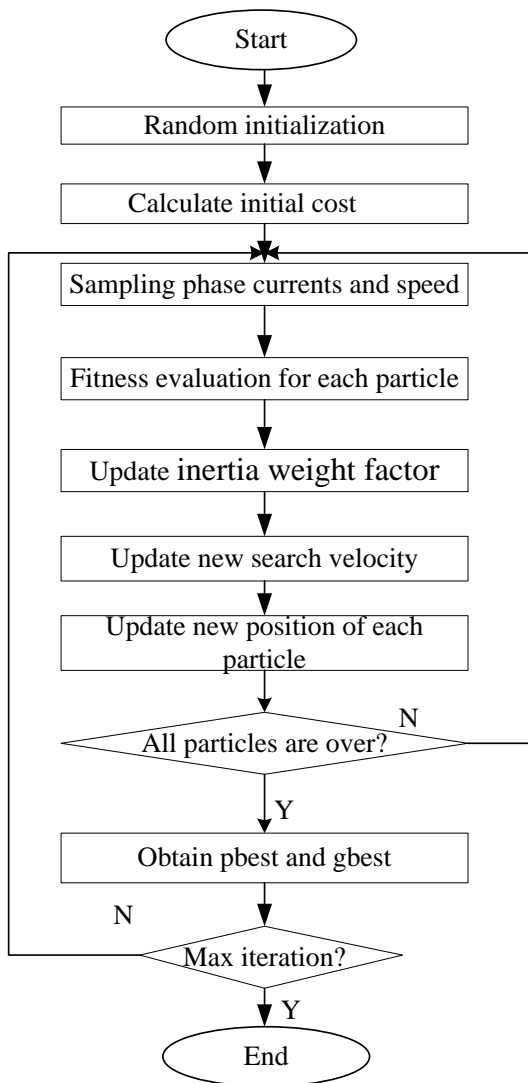 Start
Random initialization
Calculate initial cost
Sampling phase currents and speed
Fitness evaluation for each particle
Update inertia weight factor
Update new search velocity
Update new position of each
particle
N
All particles are over?
Y
Obtain pbest and gbest
N
Max iteration?
Y
End